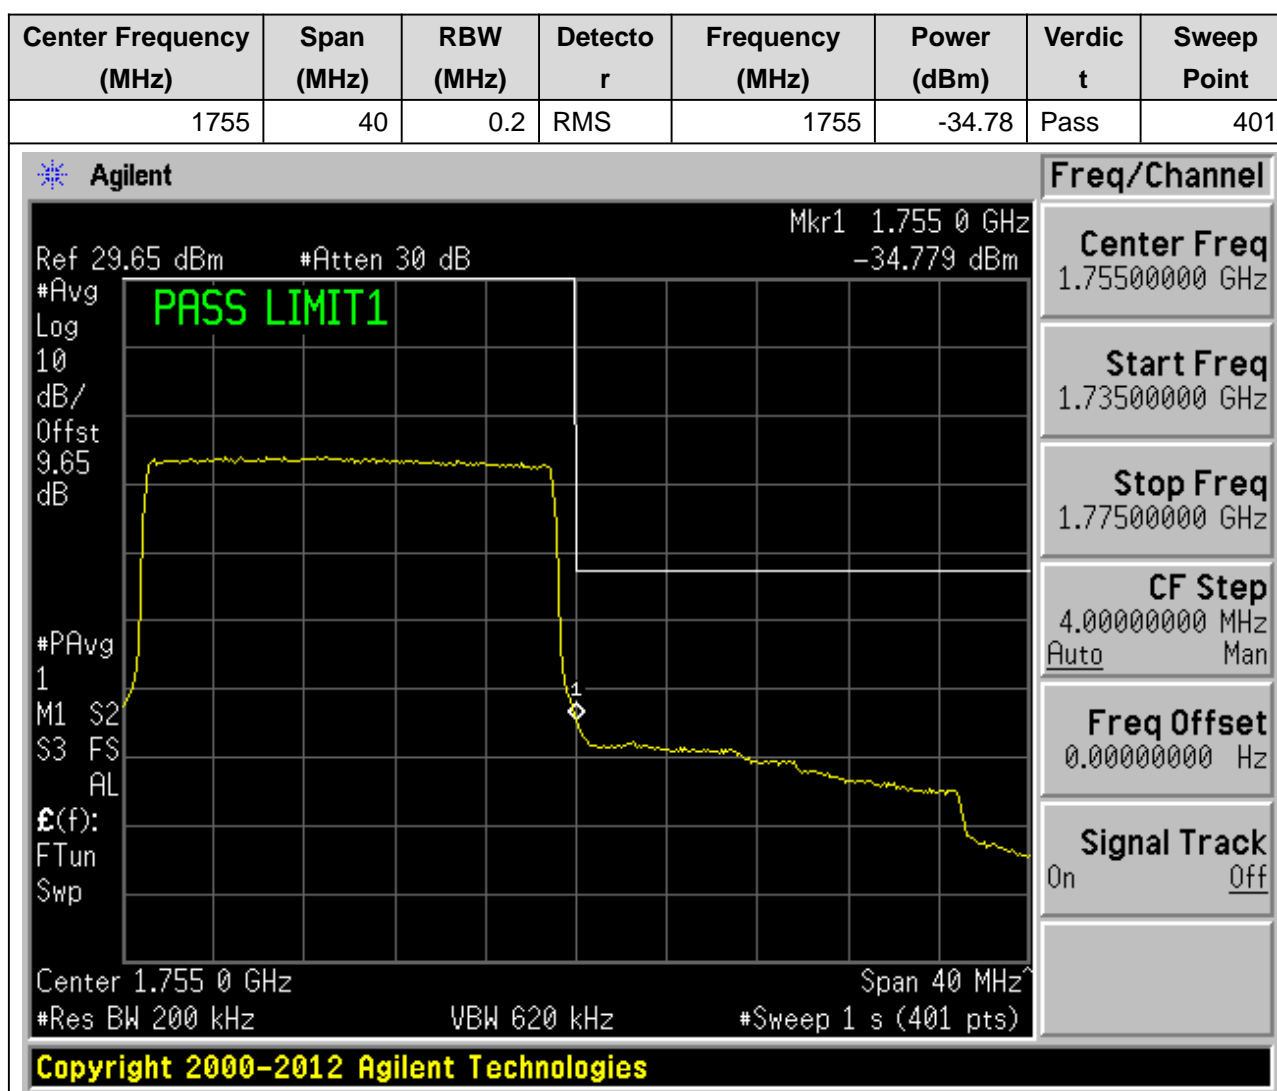 Center Frequency Span RBW Detecto Frequency Power Verdic Sweep
(MHz) (MHz) (MHz) r (MHz) (dBm) t Point
1755 40 0.2 RMS 1755 -34.78 Pass 401
Agilent
Freq/Channel
Mkr1 1.755 0 GHz
Ref 29.65 dBm #Atten 30 dB -34.779 dBm
#Avg
Log
10
dB/
Offst
9.65
dB
PASS LIMIT1
#PAvg
1
M1 S2
S3 FS
AL
£(f):
FTun
Swp
1
Center 1.755 0 GHz Span 40 MHz^
#Res BW 200 kHz VBW 620 kHz #Sweep 1 s (401 pts)
Center Freq
1.75500000 GHz
Start Freq
1.73500000 GHz
Stop Freq
1.77500000 GHz
CF Step
4.00000000 MHz
Auto Man
Freq Offset
0.00000000 Hz
Signal Track
On Off
Copyright 2000-2012 Agilent Technologies